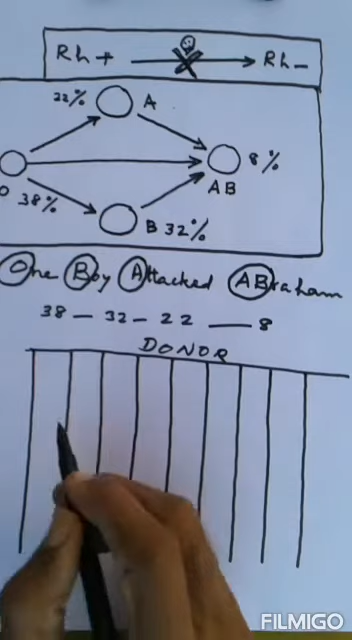 Rh+ Rh-
22% A
8%
AB
O 38%
B 32%
One Boy Attacked ABraham
38 - 32 - 22 - 8
DONOR
FILMIGO